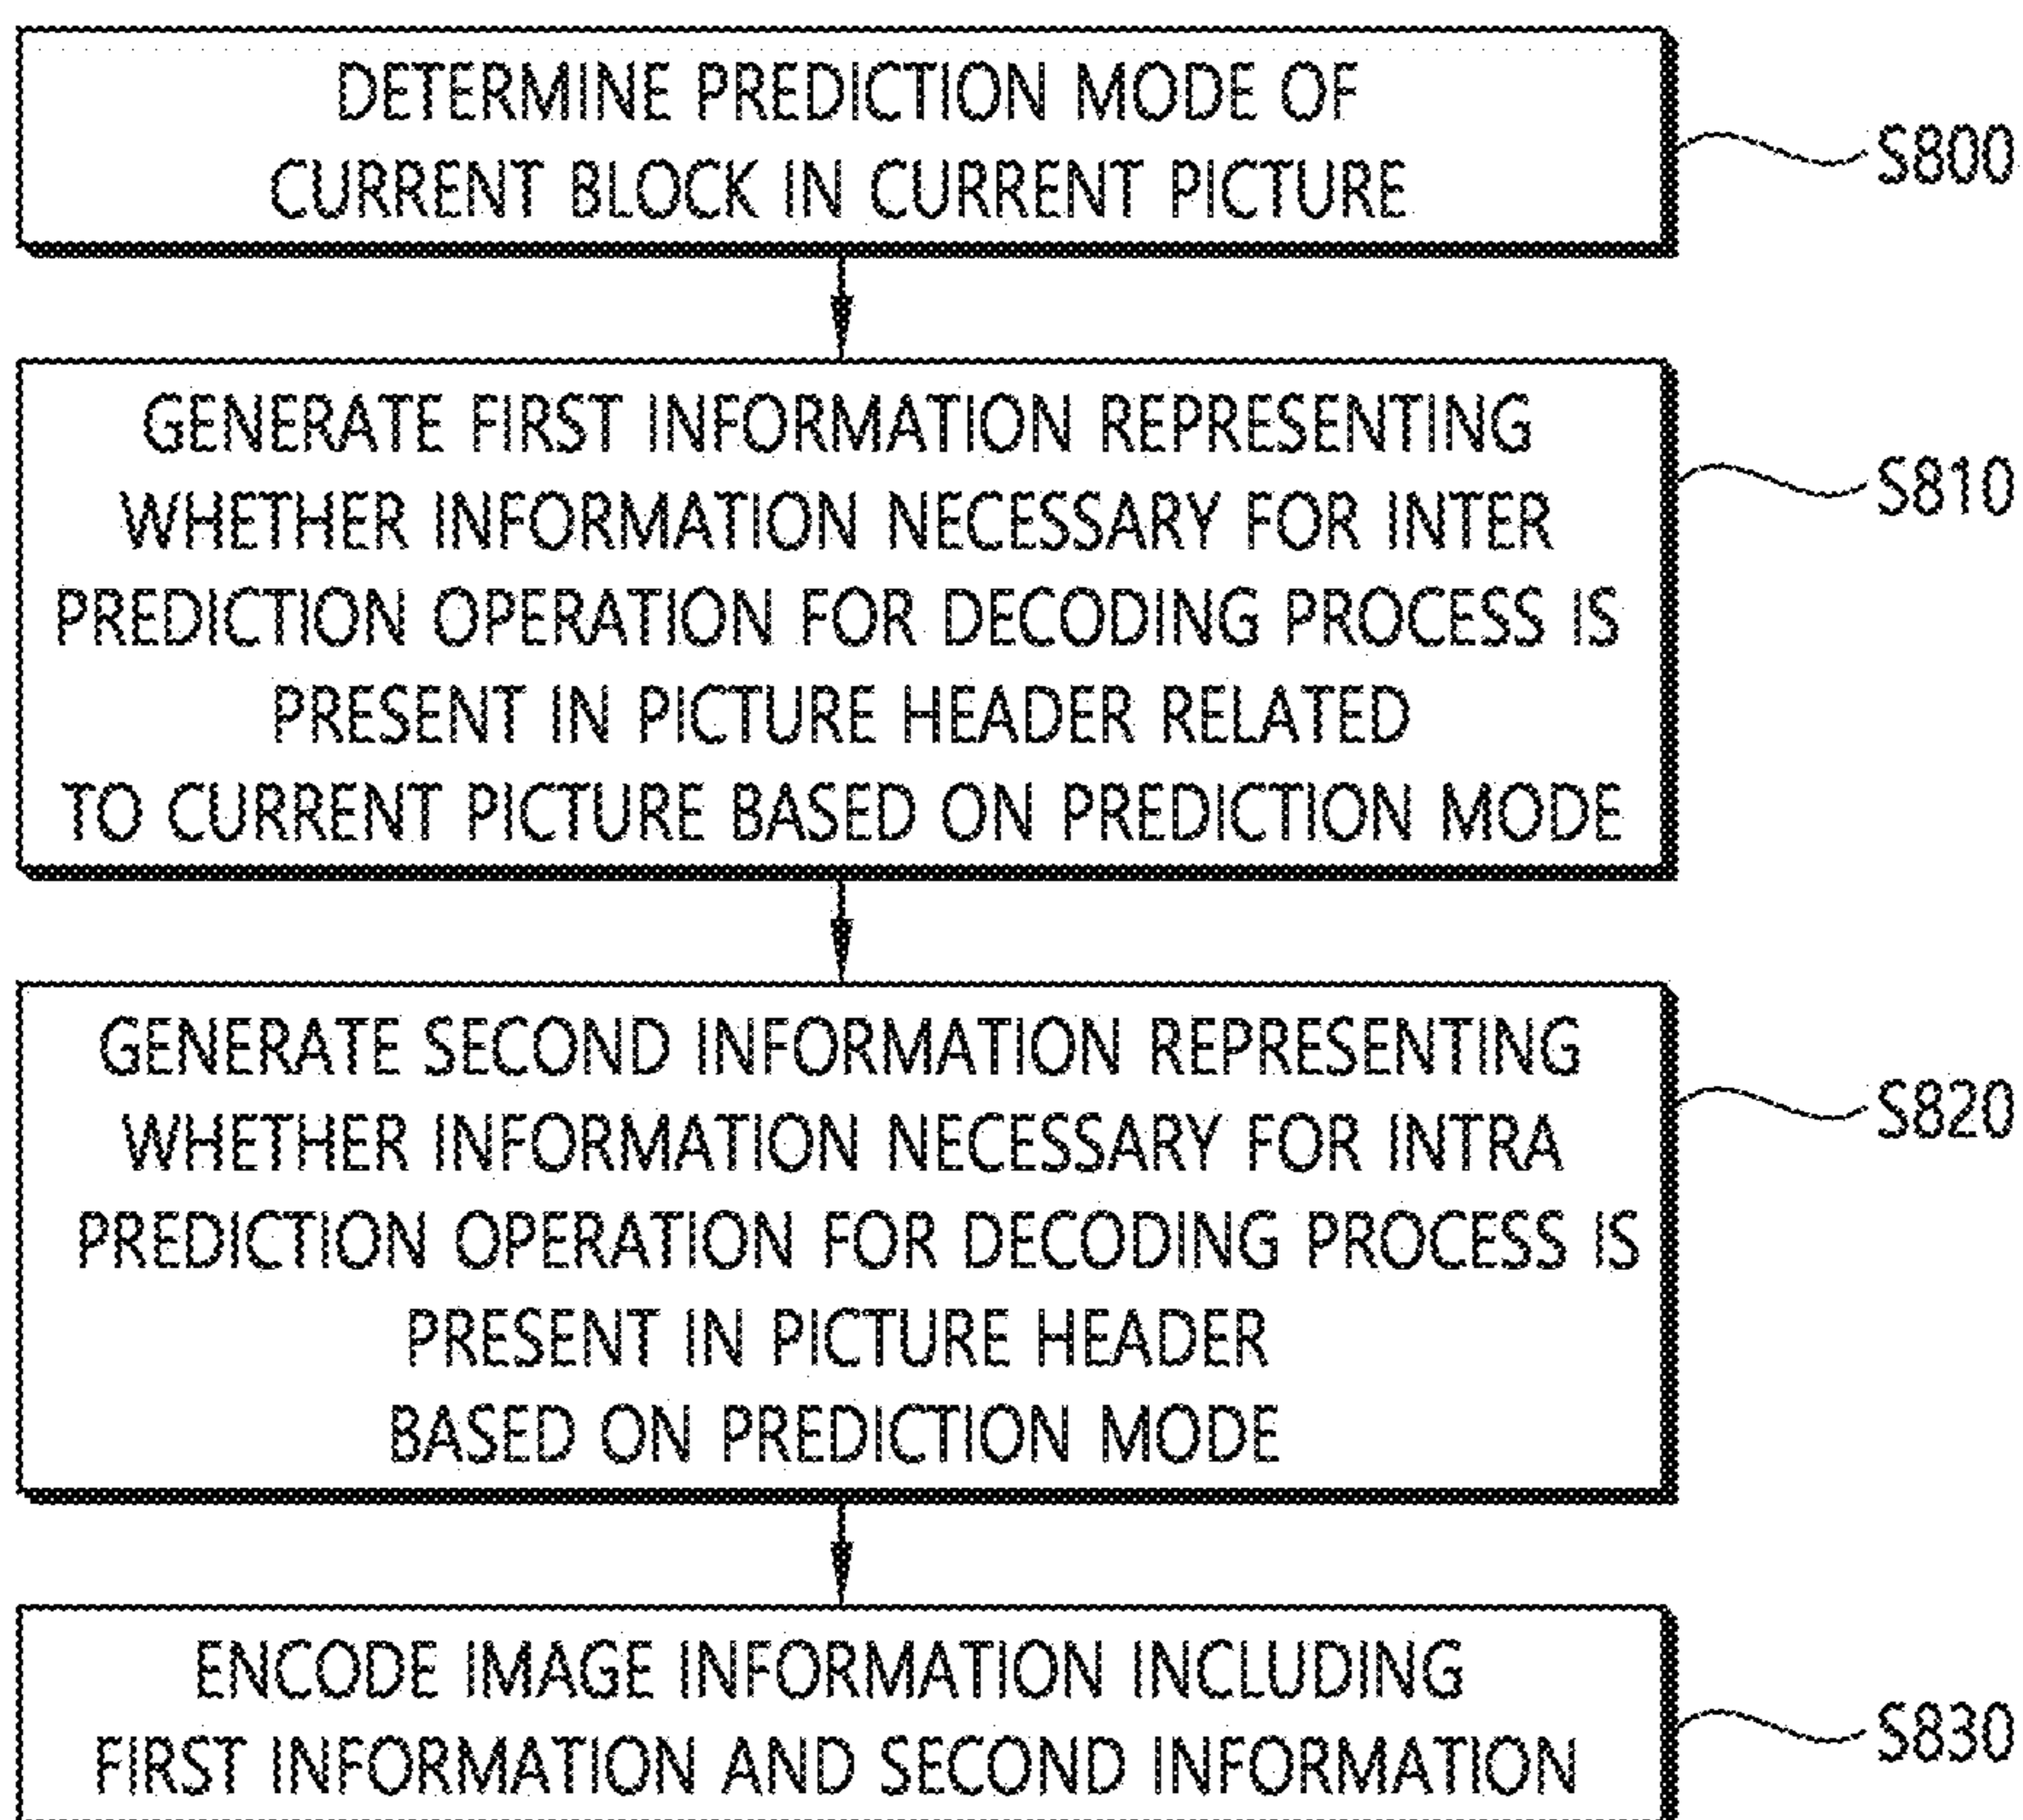 DETERMINE PREDICTION MODE OF
CURRENT BLOCK IN CURRENT PICTURE
S800
GENERATE FIRST INFORMATION REPRESENTING
WHETHER INFORMATION NECESSARY FOR INTER
PREDICTION OPERATION FOR DECODING PROCESS IS
PRESENT IN PICTURE HEADER RELATED
TO CURRENT PICTURE BASED ON PREDICTION MODE
S810
GENERATE SECOND INFORMATION REPRESENTING
WHETHER INFORMATION NECESSARY FOR INTRA
PREDICTION OPERATION FOR DECODING PROCESS IS
PRESENT IN PICTURE HEADER
BASED ON PREDICTION MODE
S820
ENCODE IMAGE INFORMATION INCLUDING
FIRST INFORMATION AND SECOND INFORMATION
S830